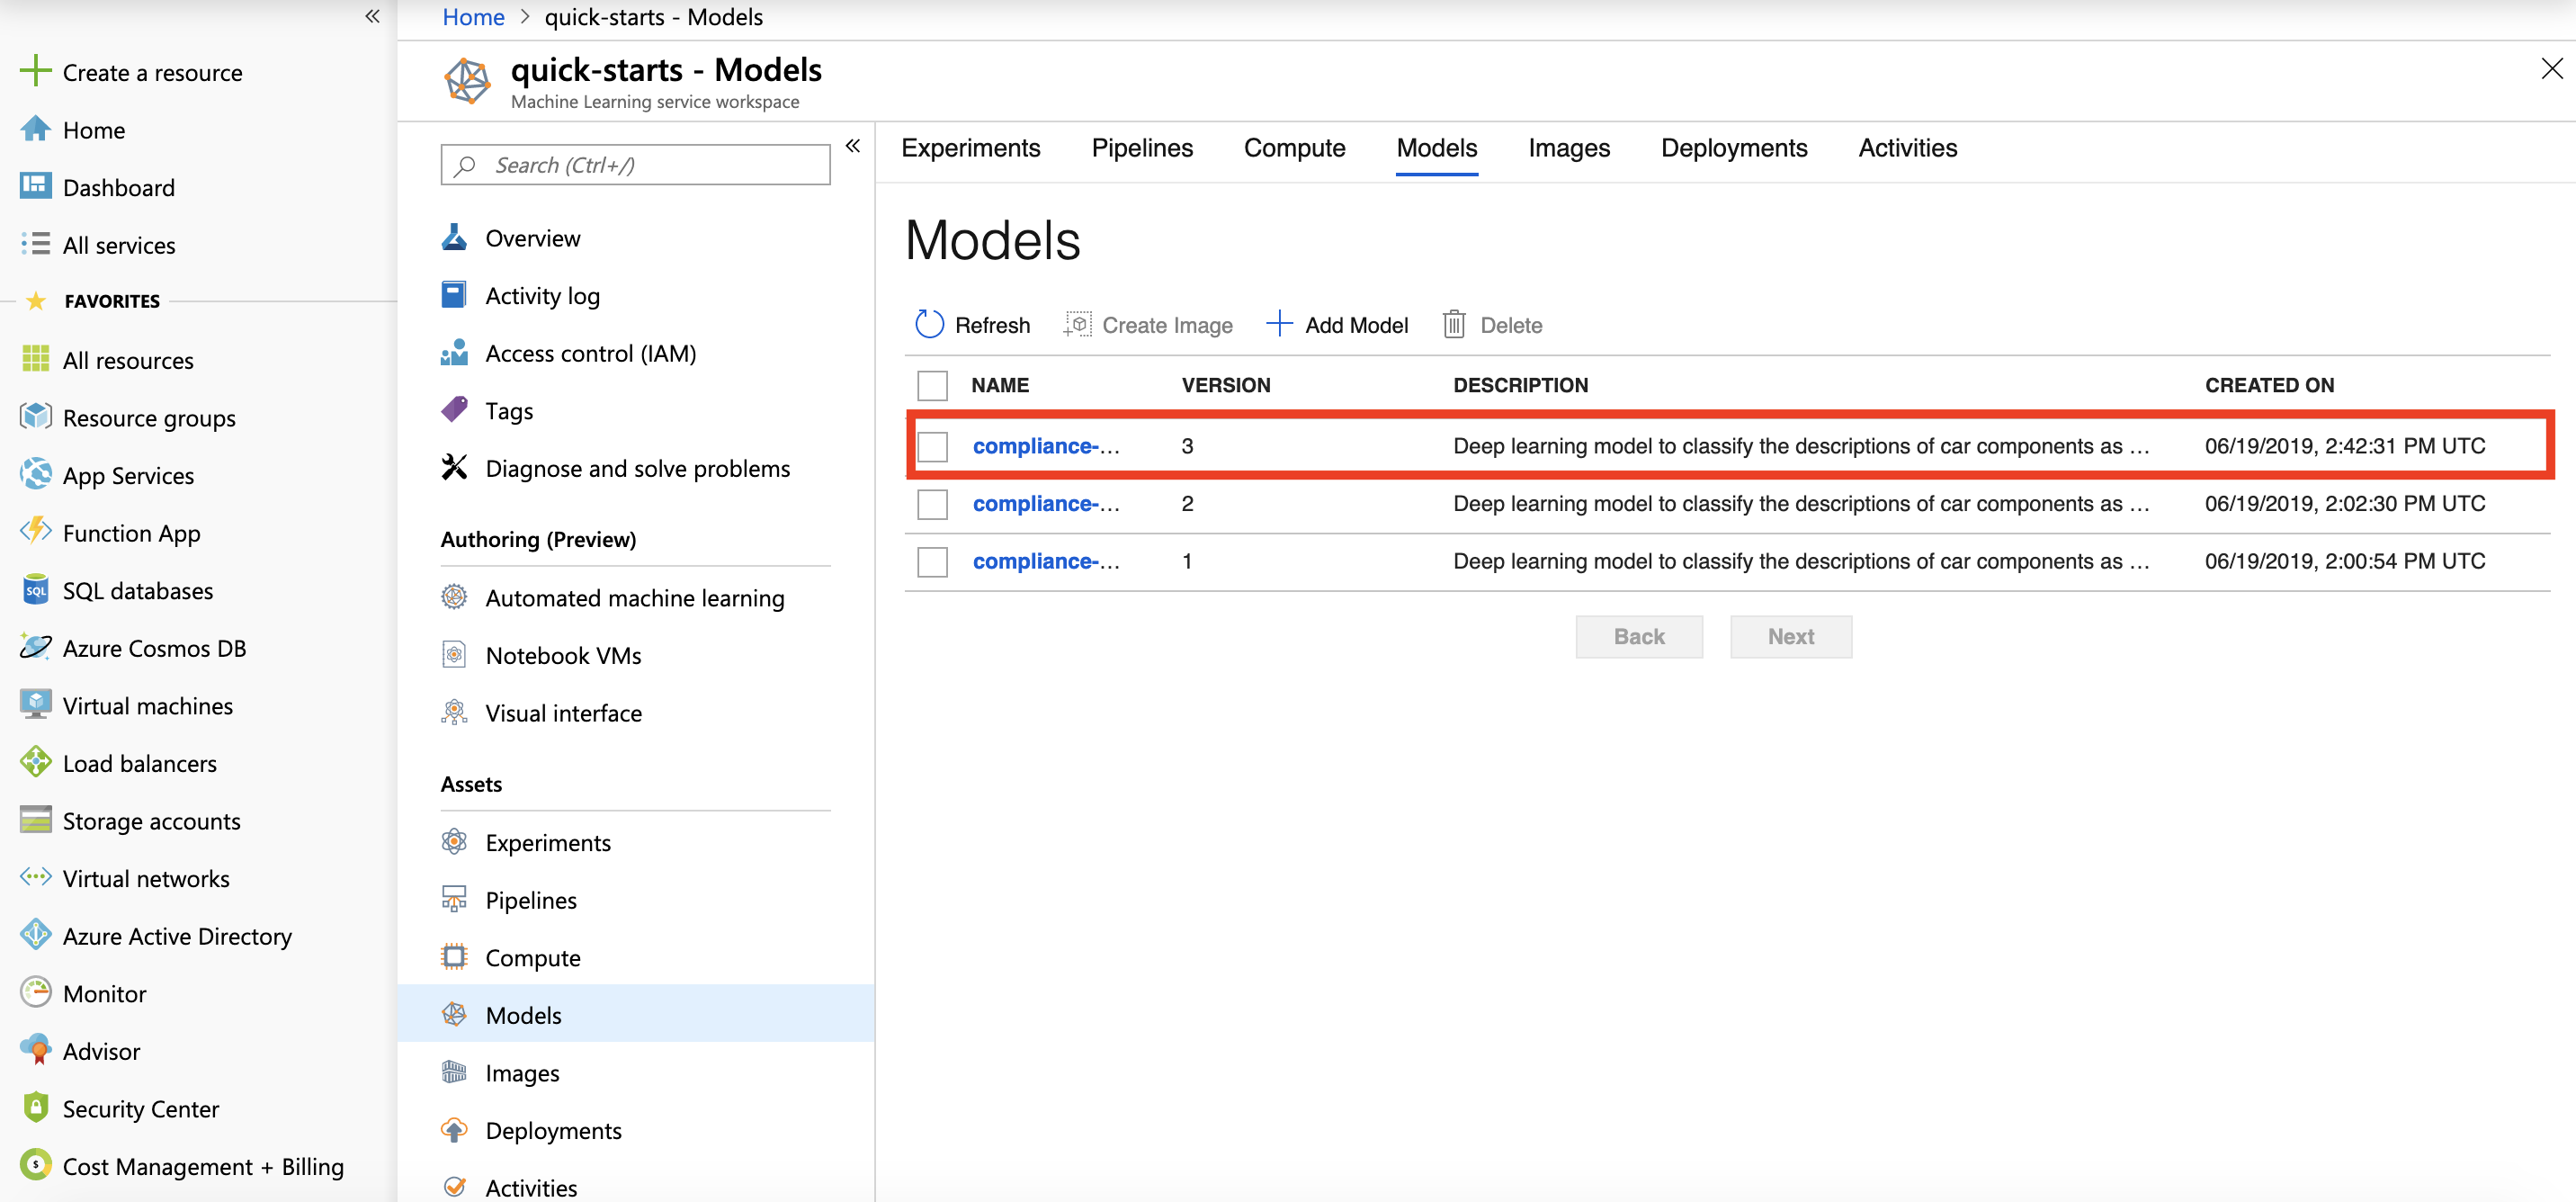 «
Create a resource
Home
Dashboard
All services
FAVORITES
All resources
Resource groups
App Services
Function App
SQL databases
Azure Cosmos DB
Virtual machines
Load balancers
Storage accounts
Virtual networks
Azure Active Directory
Monitor
Advisor
Security Center
Cost Management + Billing
Home > quick-starts - Models
quick-starts - Models
Machine Learning service workspace
Search (Ctrl+/)
«
Overview
Activity log
Access control (IAM)
Tags
Diagnose and solve problems
Authoring (Preview)
Automated machine learning
Notebook VMs
Visual interface
Assets
Experiments
Pipelines
Compute
Models
Images
Deployments
Activities
Experiments Pipelines Compute Models Images Deployments Activities
Models
Refresh Create Image Add Model Delete
NAME VERSION DESCRIPTION CREATED ON
compliance-... 3 Deep learning model to classify the descriptions of car components as ... 06/19/2019, 2:42:31 PM UTC
compliance-... 2 Deep learning model to classify the descriptions of car components as ... 06/19/2019, 2:02:30 PM UTC
compliance-... 1 Deep learning model to classify the descriptions of car components as ... 06/19/2019, 2:00:54 PM UTC
Back Next